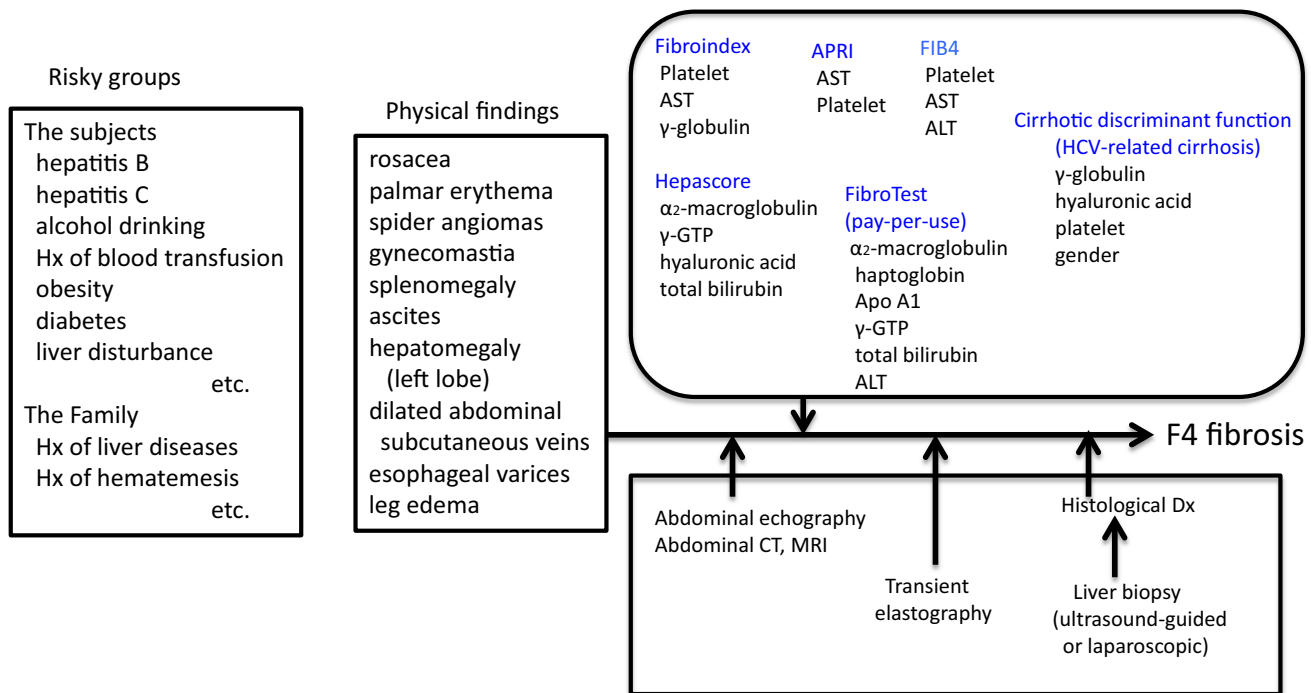 Risky groups
The subjects
hepatitis B
hepatitis C
alcohol drinking
Hx of blood transfusion
obesity
diabetes
liver disturbance
etc.
The Family
Hx of liver diseases
Hx of hematemesis
etc.
Physical findings
rosacea
palmar erythema
spider angiomas
gynecomastia
splenomegaly
ascites
hepatomegaly
(left lobe)
dilated abdominal
subcutaneous veins
esophageal varices
leg edema
Fibroindex
Platelet
AST
γ-globulin
APRI
AST
Platelet
FIB4
Platelet
AST
ALT
Cirrhotic discriminant function
(HCV-related cirrhosis)
γ-globulin
hyaluronic acid
platelet
gender
Hepascore
α2-macroglobulin
γ-GTP
hyaluronic acid
total bilirubin
FibroTest
(pay-per-use)
α2-macroglobulin
haptoglobin
Apo A1
γ-GTP
total bilirubin
ALT
F4 fibrosis
Abdominal echography
Abdominal CT, MRI
Transient
elastography
Histological Dx
Liver biopsy
(ultrasound-guided
or laparoscopic)